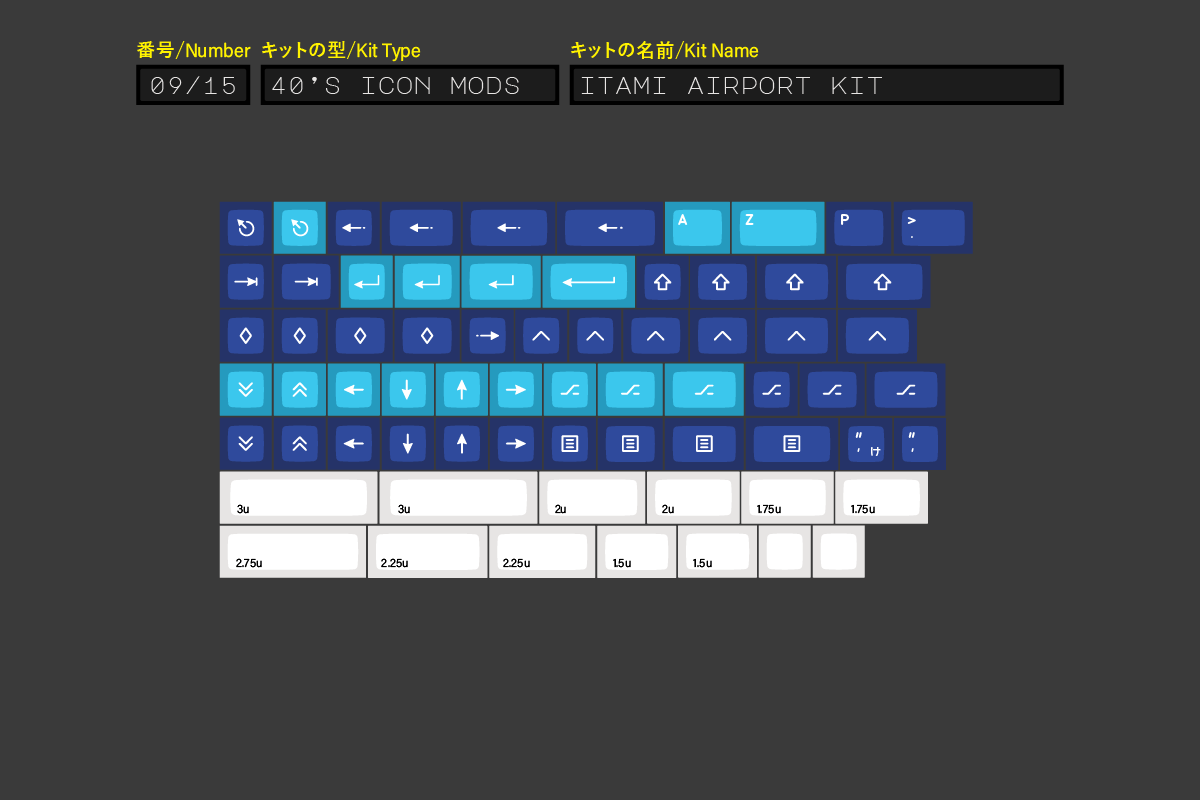 番号/Number キットの型/Kit Type キットの名前/Kit Name
09/15 40'S ICON MODS ITAMI AIRPORT KIT
A Z P >
.
" "
, け ,
3u 3u 2u 2u 1.75u 1.75u
2.75u 2.25u 2.25u 1.5u 1.5u